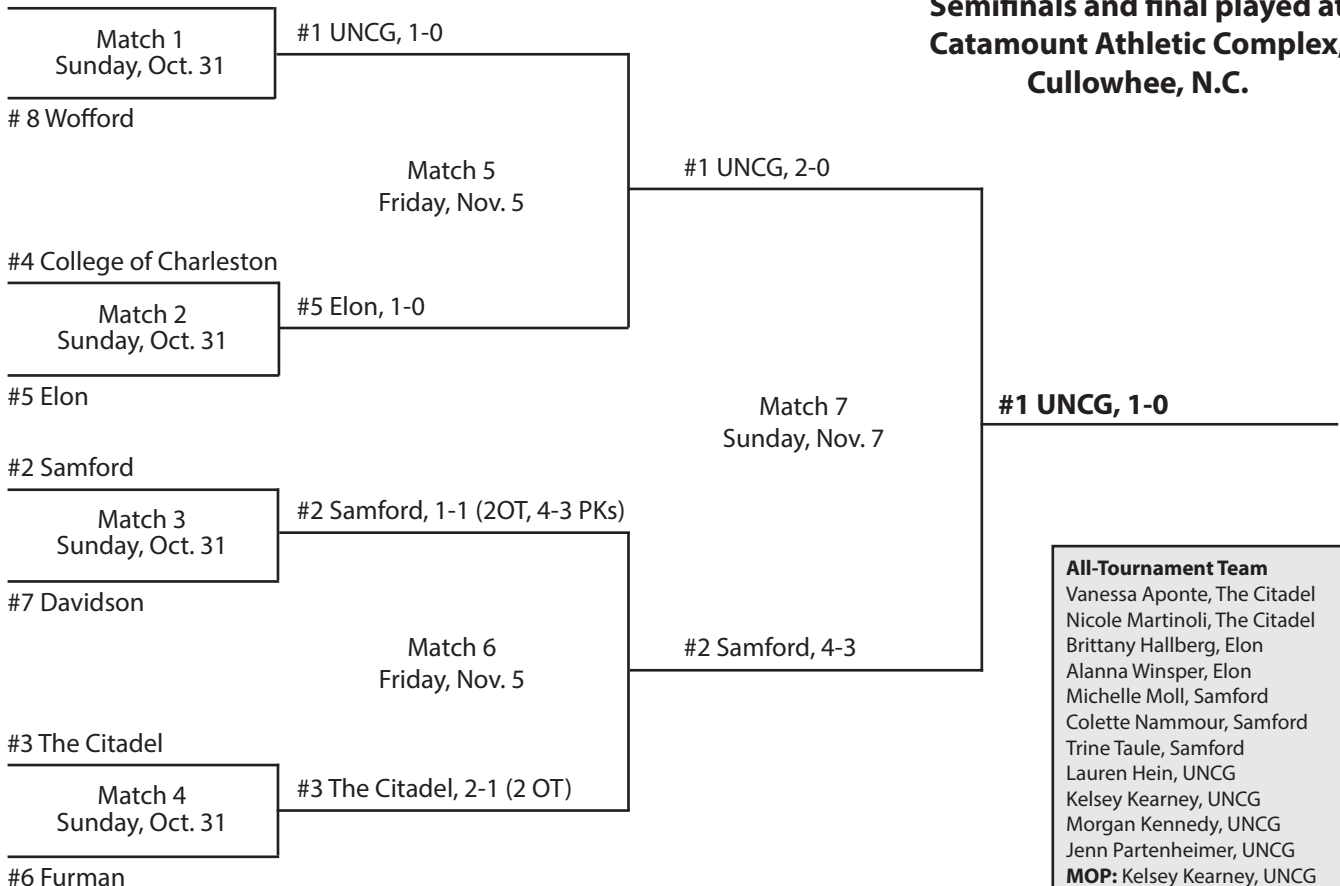 Semifinals and final played at
Catamount Athletic Complex,
Cullowhee, N.C.
Match 1
Sunday, Oct. 31
#1 UNCG, 1-0
# 8 Wofford
Match 5
Friday, Nov. 5
#1 UNCG, 2-0
#4 College of Charleston
Match 2
Sunday, Oct. 31
#5 Elon, 1-0
#5 Elon
Match 7
Sunday, Nov. 7
#1 UNCG, 1-0
#2 Samford
Match 3
Sunday, Oct. 31
#2 Samford, 1-1 (2OT, 4-3 PKs)
#7 Davidson
Match 6
Friday, Nov. 5
#2 Samford, 4-3
#3 The Citadel
Match 4
Sunday, Oct. 31
#3 The Citadel, 2-1 (2 OT)
#6 Furman
All-Tournament Team
Vanessa Aponte, The Citadel
Nicole Martinoli, The Citadel
Brittany Hallberg, Elon
Alanna Winsper, Elon
Michelle Moll, Samford
Colette Nammour, Samford
Trine Taule, Samford
Lauren Hein, UNCG
Kelsey Kearney, UNCG
Morgan Kennedy, UNCG
Jenn Partenheimer, UNCG
MOP: Kelsey Kearney, UNCG